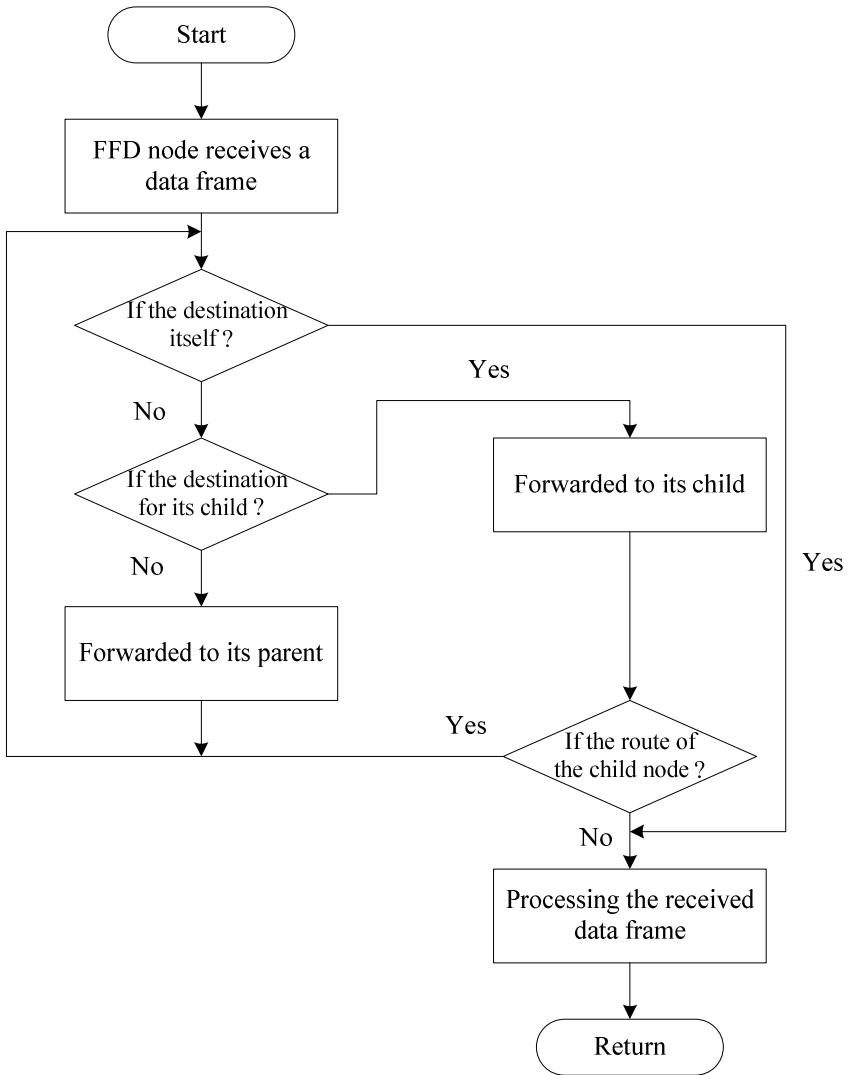 Start
FFD node receives a
data frame
If the destination
itself ?
Yes
No
If the destination
for its child ?
Forwarded to its child
Yes
No
Forwarded to its parent
Yes
If the route of
the child node ?
No
Processing the received
data frame
Return